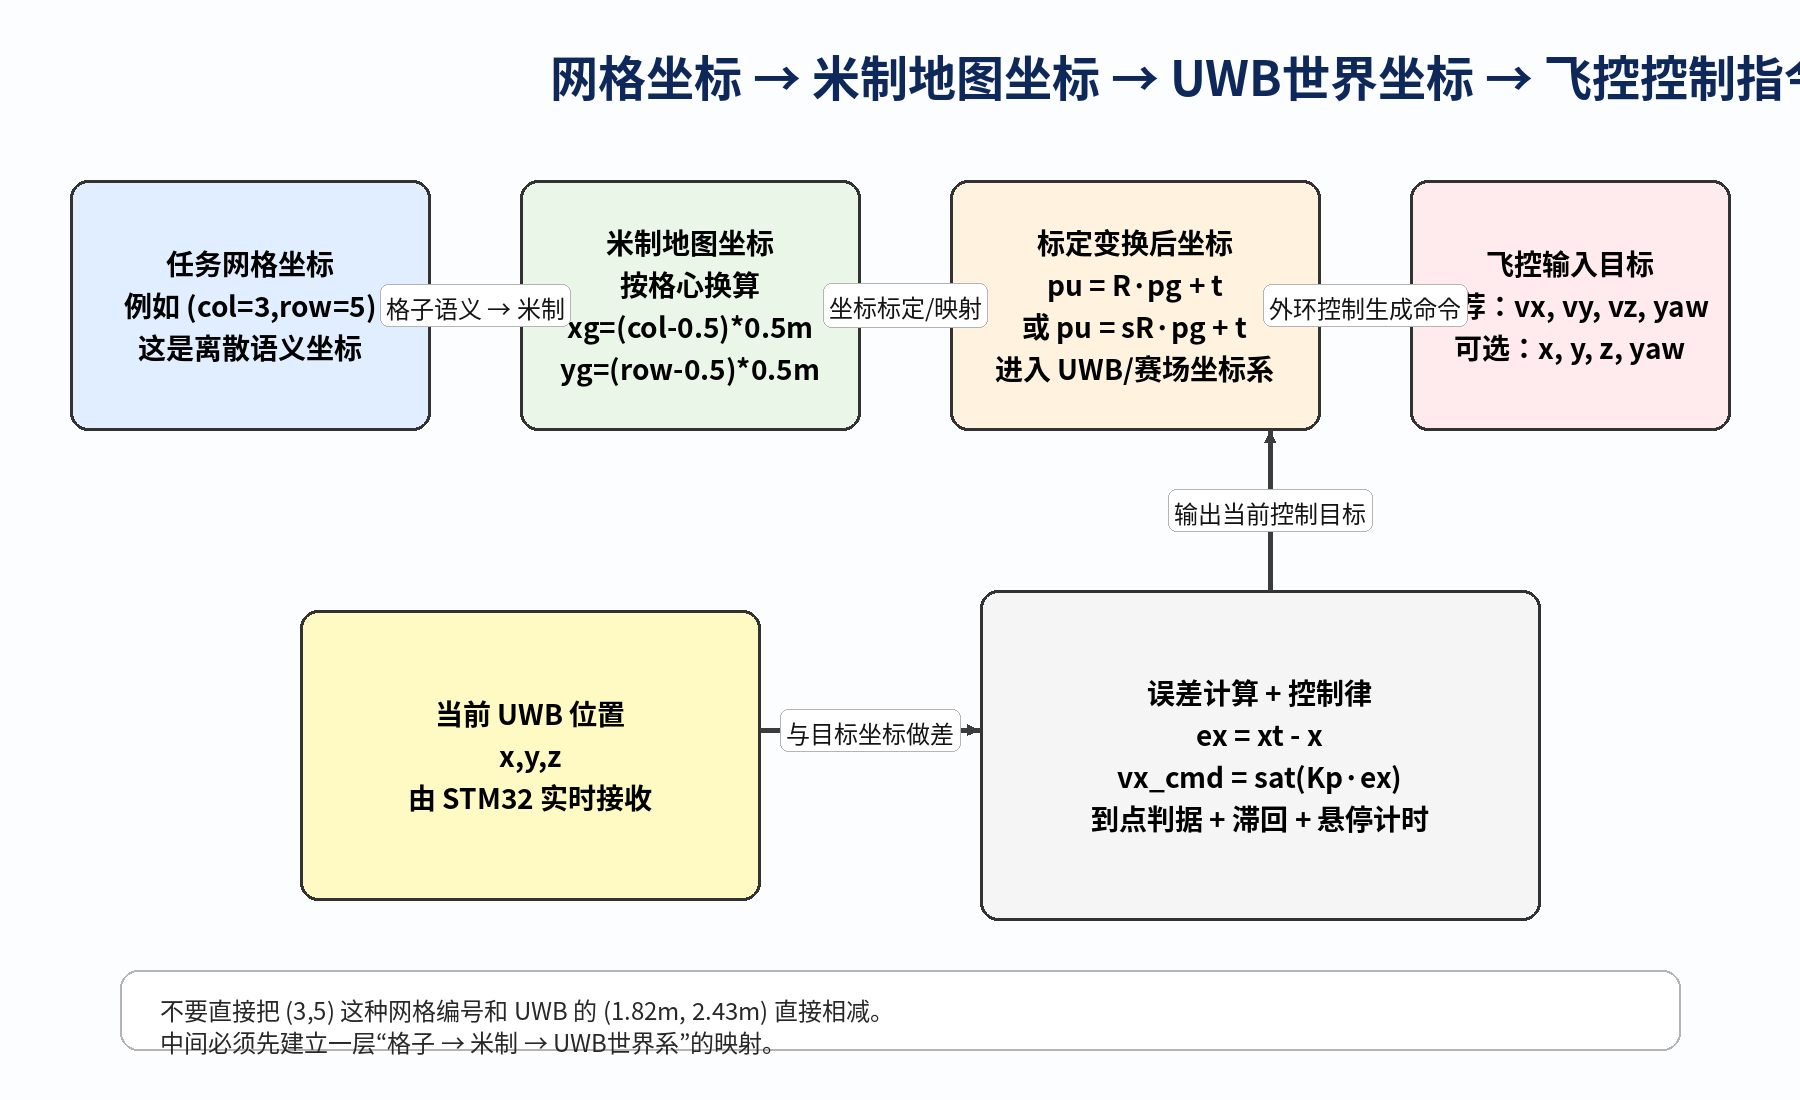 网格坐标 → 米制地图坐标 → UWB世界坐标 → 飞控控制指
任务网格坐标
例如 (col=3,row=5)
这是离散语义坐标
格子语义 → 米制
米制地图坐标
按格心换算
xg=(col-0.5)*0.5m
yg=(row-0.5)*0.5m
坐标标定/映射
标定变换后坐标
pu = R·pg + t
或 pu = sR·pg + t
进入 UWB/赛场坐标系
外环控制生成命令
飞控输入目标
荐：vx, vy, vz, yaw
可选：x, y, z, yaw
输出当前控制目标
当前 UWB 位置
x,y,z
由 STM32 实时接收
与目标坐标做差
误差计算 + 控制律
ex = xt - x
vx_cmd = sat(Kp·ex)
到点判据 + 滞回 + 悬停计时
不要直接把 (3,5) 这种网格编号和 UWB 的 (1.82m, 2.43m) 直接相减。
中间必须先建立一层“格子 → 米制 → UWB世界系”的映射。